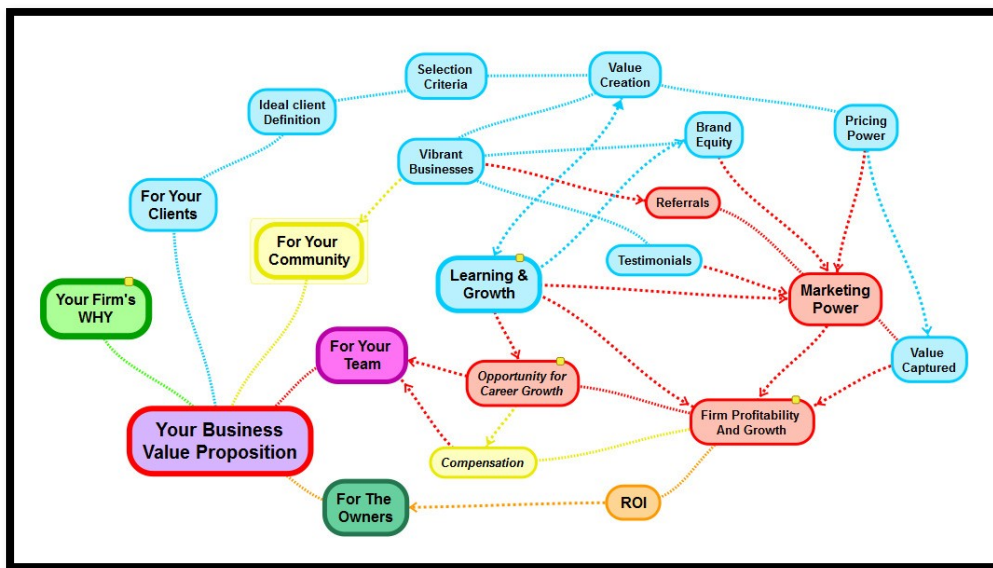 Selection
Criteria
Value
Creation
Ideal client
Definition
Pricing
Power
Brand
Equity
Vibrant
Businesses
For Your
Clients
Referrals
For Your
Community
Testimonials
Learning &
Growth
Marketing
Power
Your Firm's
WHY
For Your
Team
Value
Captured
Opportunity for
Career Growth
Firm Profitability
And Growth
Your Business
Value Proposition
Compensation
For The
Owners
ROI